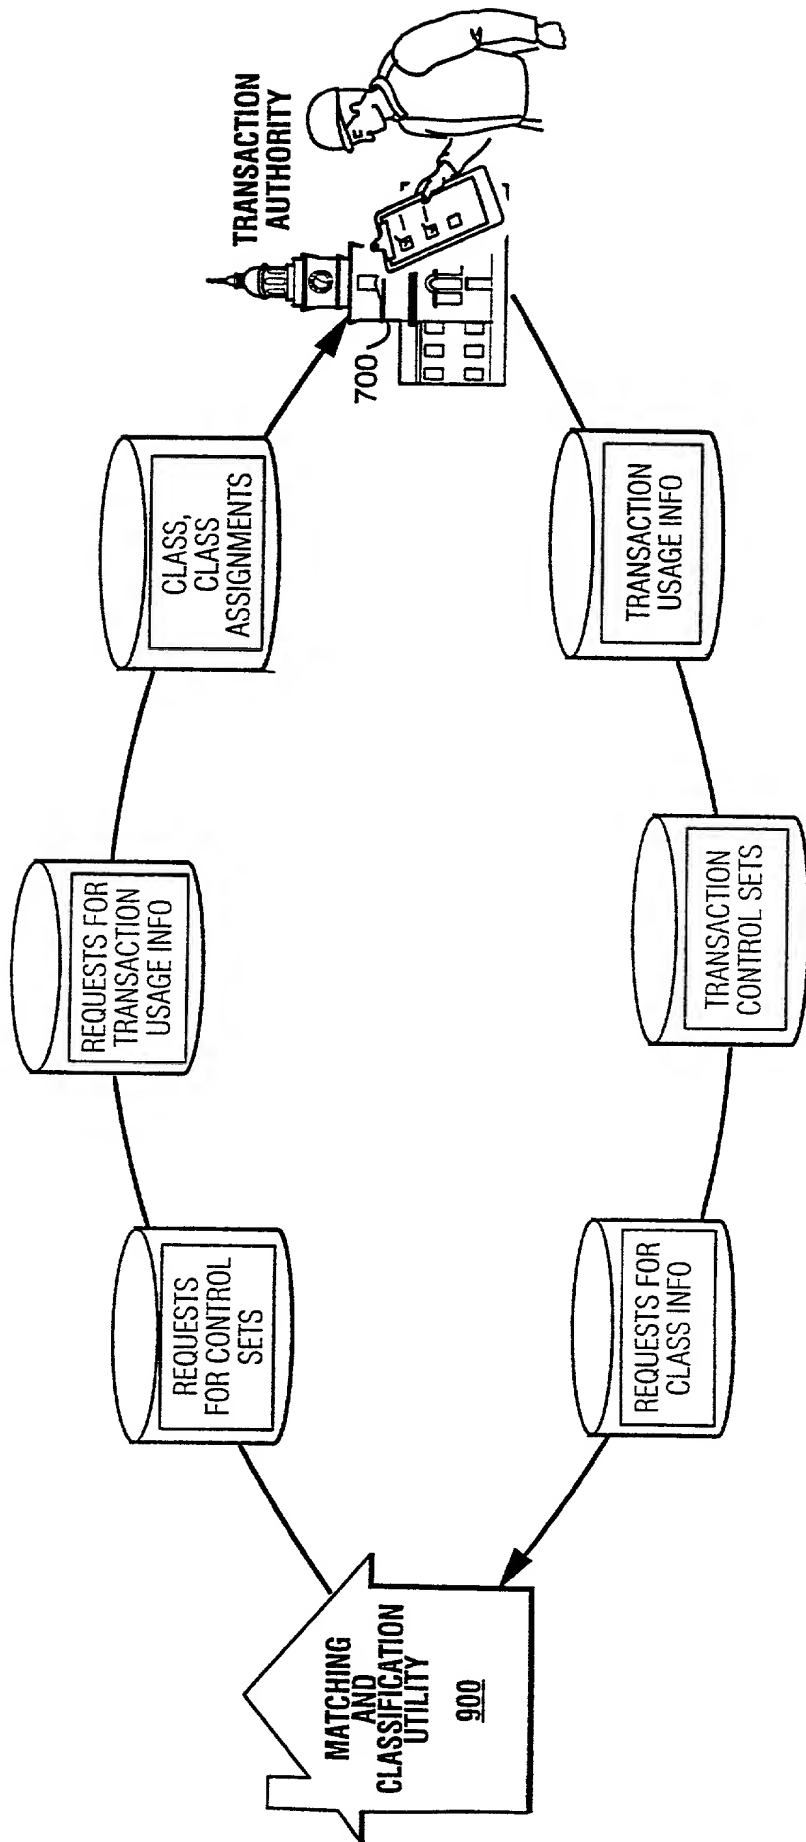 TRANSACTION
AUTHORITY
700
CLASS,
CLASS
ASSIGNMENTS
REQUESTS FOR
TRANSACTION
USAGE INFO
REQUESTS
FOR CONTROL
SETS
MATCHING
AND
CLASSIFICATION
UTILITY
900
REQUESTS FOR
CLASS INFO
TRANSACTION
CONTROL SETS
TRANSACTION
USAGE INFO